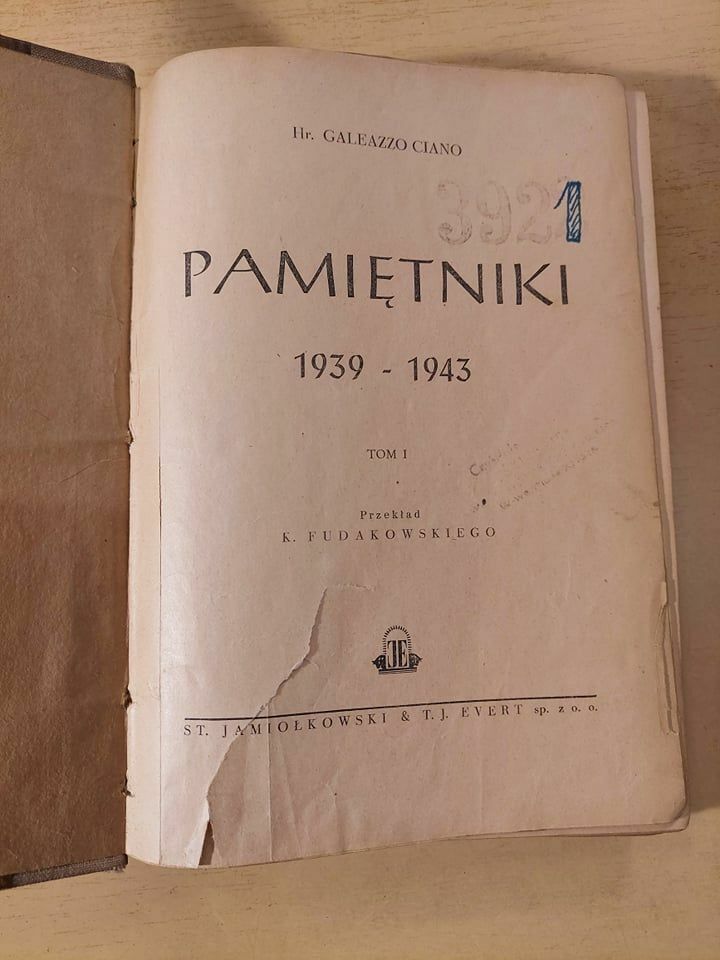 Hr. GALEAZZO CIANO
3921
PAMIĘTNIKI
1939 - 1943
TOM I
Przekład
K. FUDAKOWSKIEGO
JE
ST. JAMIOŁKOWSKI & T. J. EVERT sp. z o. o.